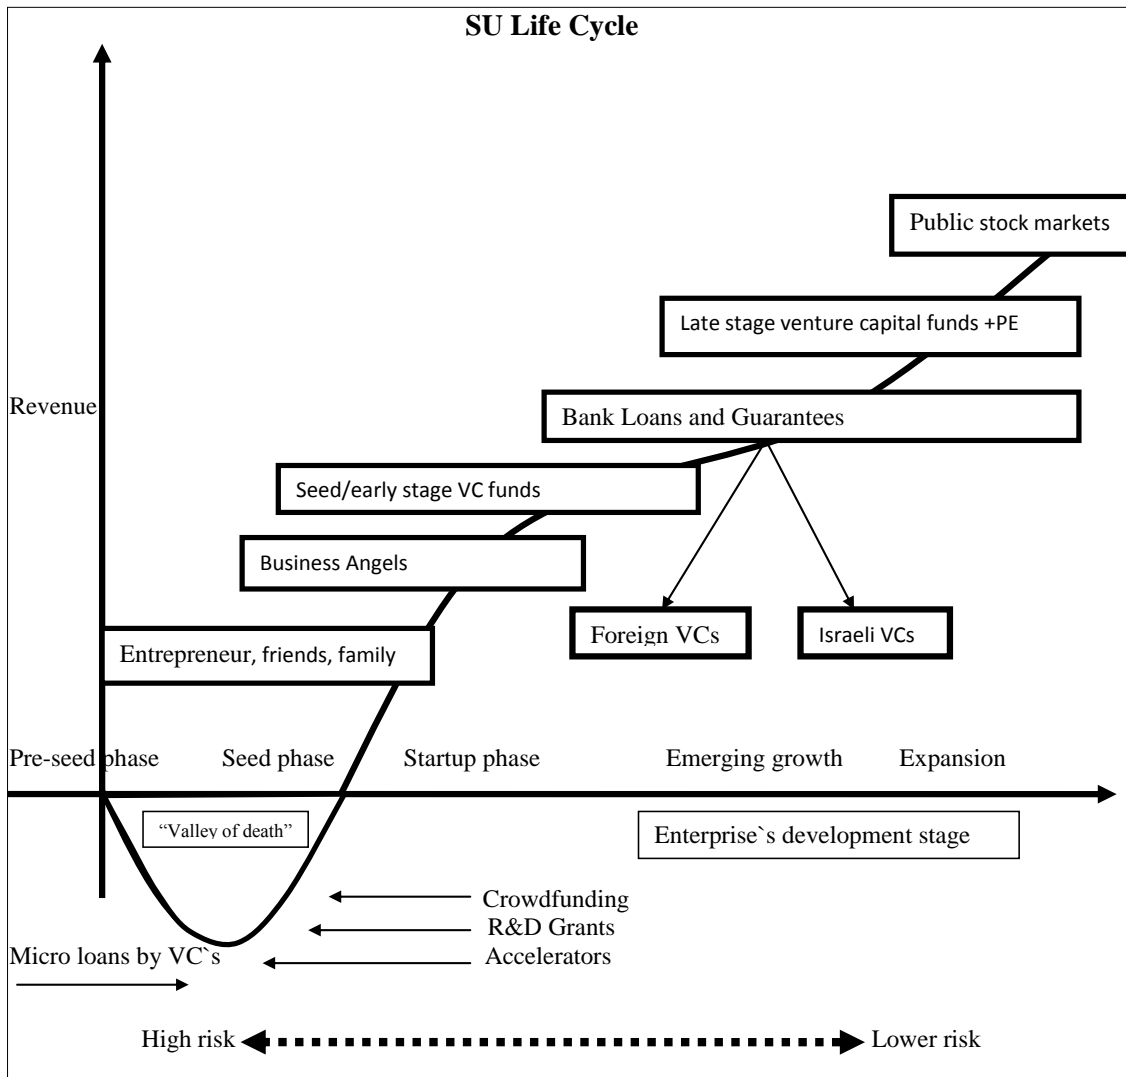 SU Life Cycle
Public stock markets
Late stage venture capital funds +PE
Revenue
Bank Loans and Guarantees
Seed/early stage VC funds
Business Angels
Foreign VCs
Israeli VCs
Entrepreneur, friends, family
Pre-seed phase
Seed phase
Startup phase
Emerging growth
Expansion
“Valley of death”
Enterprise`s development stage
Crowdfunding
R&D Grants
Accelerators
Micro loans by VC`s
High risk
Lower risk